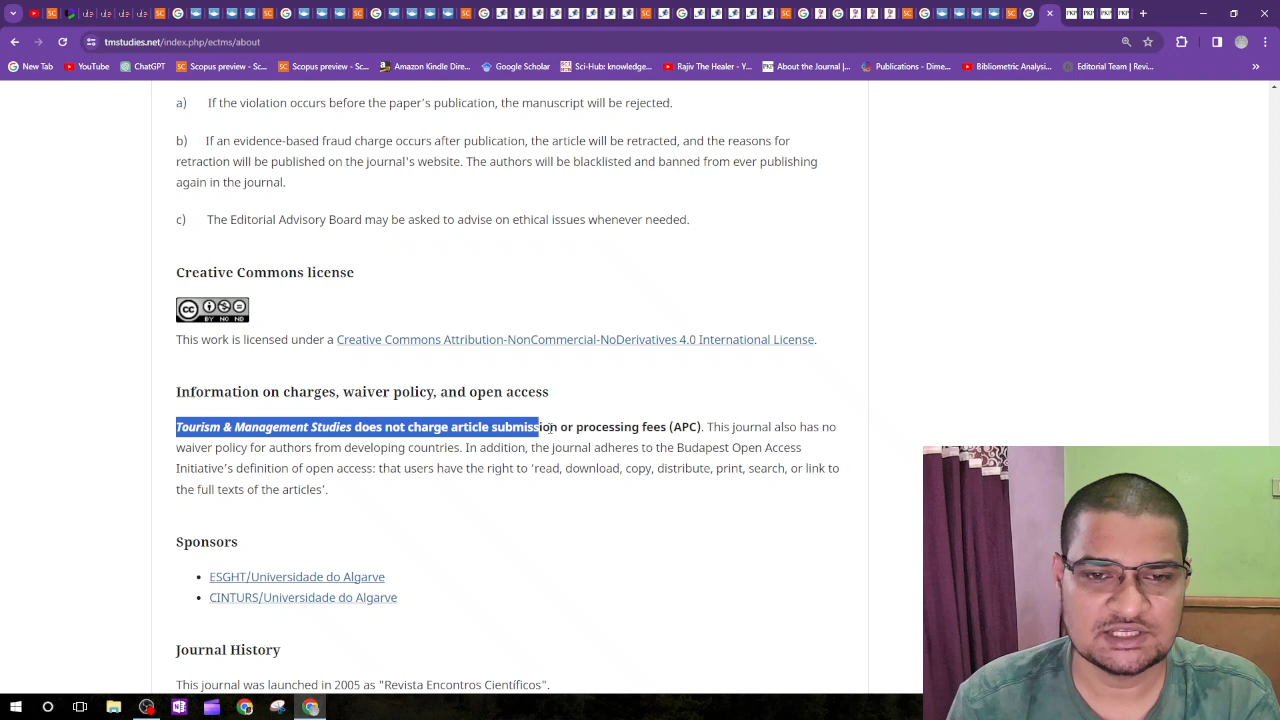 tmstudies.net/index.php/ectms/about
New Tab YouTube ChatGPT Scopus preview - Sc... Scopus preview - Sc... Amazon Kindle Dire... Google Scholar Sci-Hub: knowledge... Rajiv The Healer - Y... About the Journal |... Publications - Dime... Bibliometric Analysi... Editorial Team | Revi...
a) If the violation occurs before the paper's publication, the manuscript will be rejected.
b) If an evidence-based fraud charge occurs after publication, the article will be retracted, and the reasons for
retraction will be published on the journal's website. The authors will be blacklisted and banned from ever publishing
again in the journal.
c) The Editorial Advisory Board may be asked to advise on ethical issues whenever needed.
Creative Commons license
CC BY NC ND
This work is licensed under a Creative Commons Attribution-NonCommercial-NoDerivatives 4.0 International License.
Information on charges, waiver policy, and open access
Tourism & Management Studies does not charge article submission or processing fees (APC). This journal also has no
waiver policy for authors from developing countries. In addition, the journal adheres to the Budapest Open Access
Initiative's definition of open access: that users have the right to 'read, download, copy, distribute, print, search, or link to
the full texts of the articles'.
Sponsors
• ESGHT/Universidade do Algarve
• CINTURS/Universidade do Algarve
Journal History
This journal was launched in 2005 as "Revista Encontros Científicos".